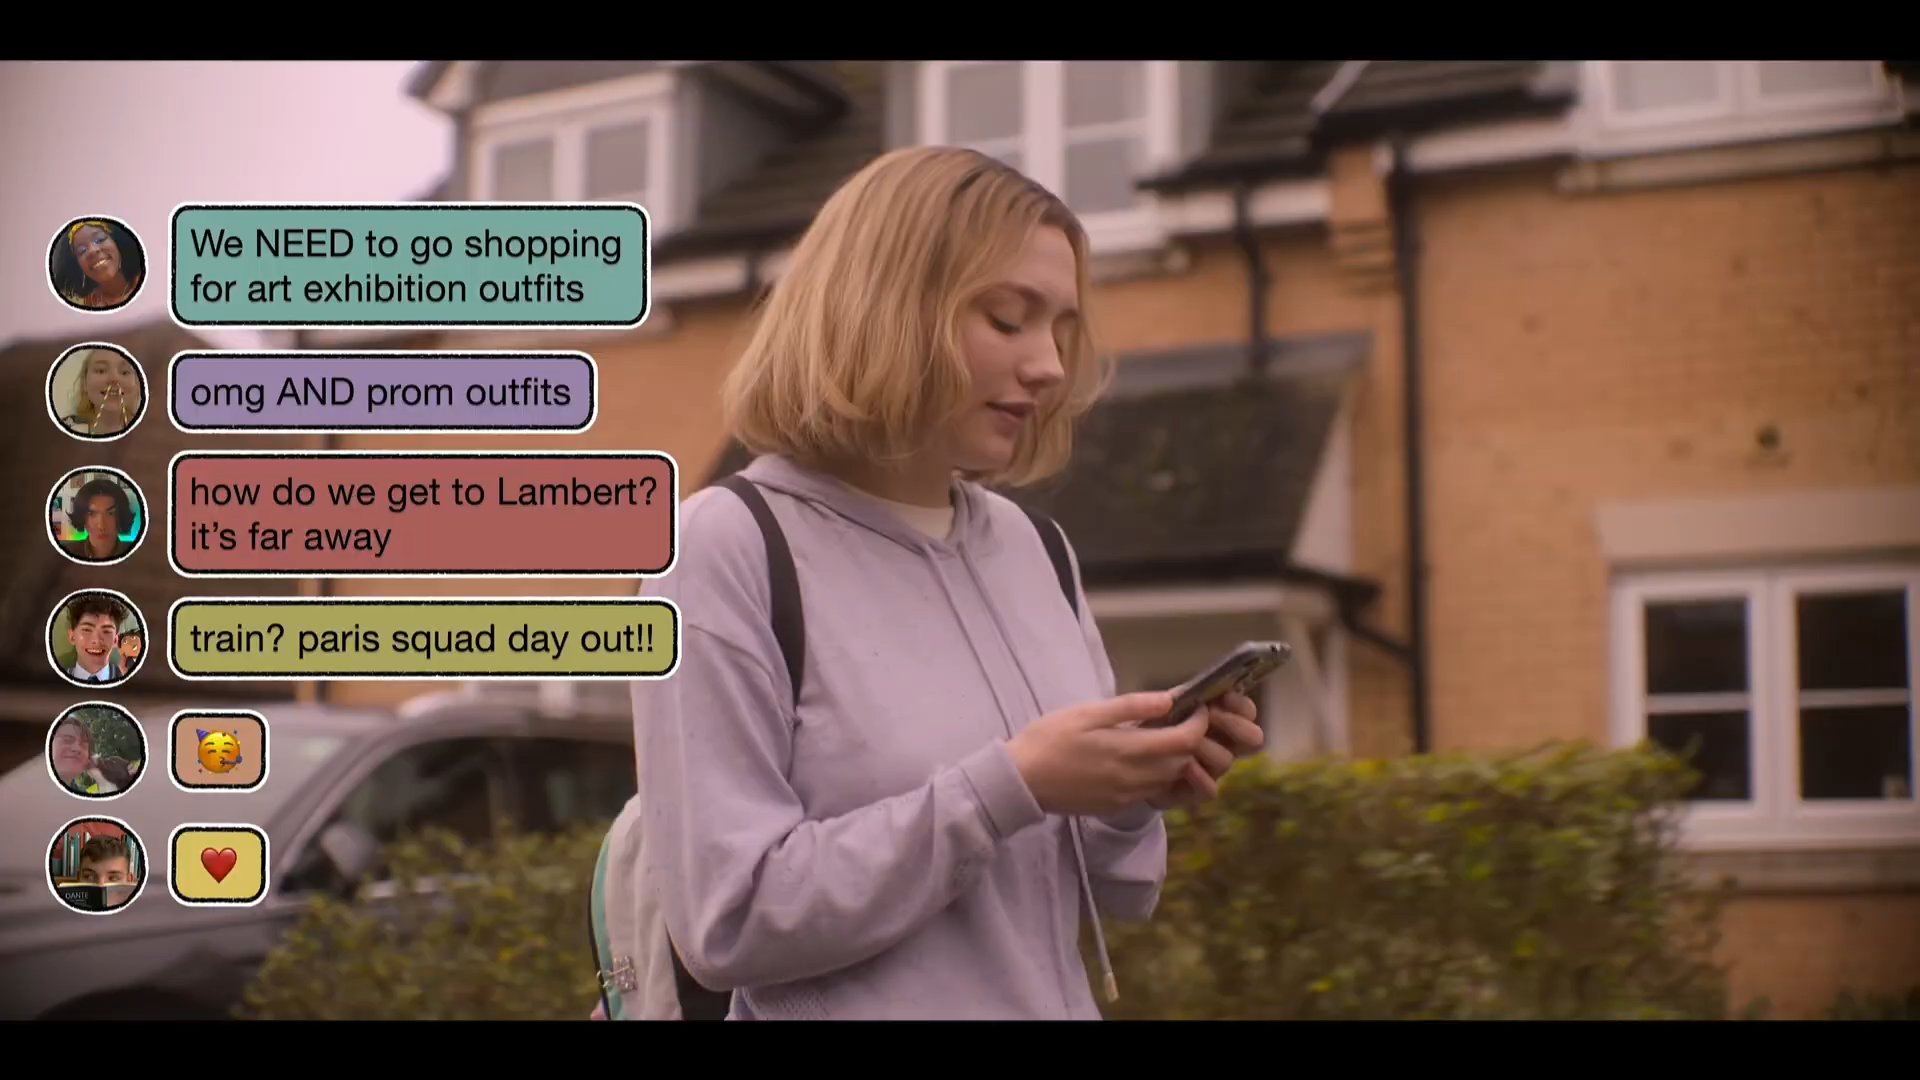 We NEED to go shopping
for art exhibition outfits
omg AND prom outfits
how do we get to Lambert?
it's far away
train? paris squad day out!!
🥳
❤️
DANTE